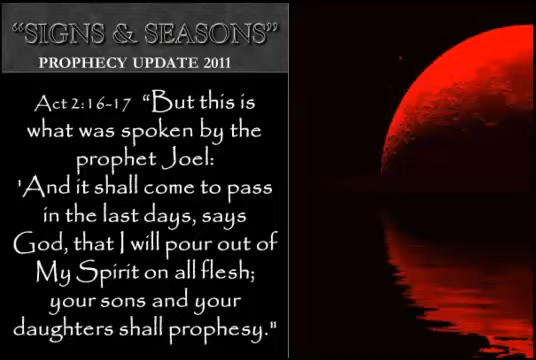 “SIGNS & SEASONS”
PROPHECY UPDATE 2011
Act 2:16-17 “But this is
what was spoken by the
prophet Joel:
'And it shall come to pass
in the last days, says
God, that I will pour out of
My Spirit on all flesh;
your sons and your
daughters shall prophesy."